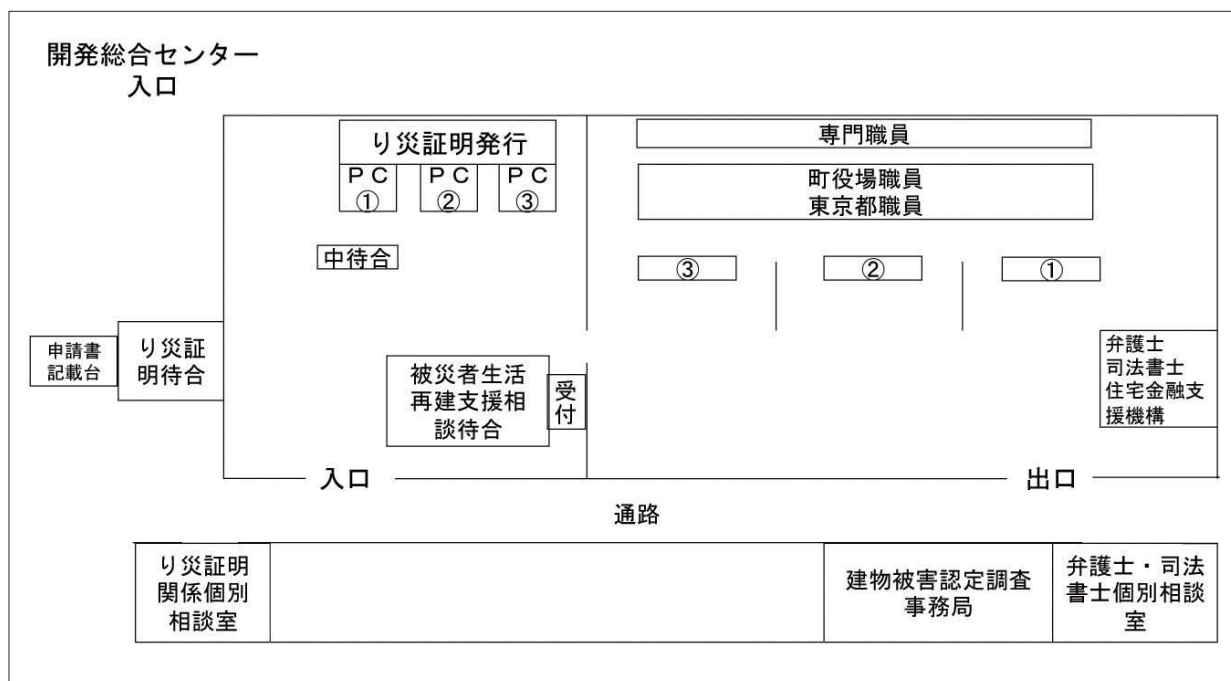 開発総合センター
入口
り災証明発行
ＰＣ
①
ＰＣ
②
ＰＣ
③
中待合
申請書
記載台
り災証
明待合
被災者生活
再建支援相
談待合
受
付
専門職員
町役場職員
東京都職員
③
②
①
弁護士
司法書士
住宅金融支
援機構
入口
出口
通路
り災証明
関係個別
相談室
建物被害認定調査
事務局
弁護士・司法
書士個別相談
室